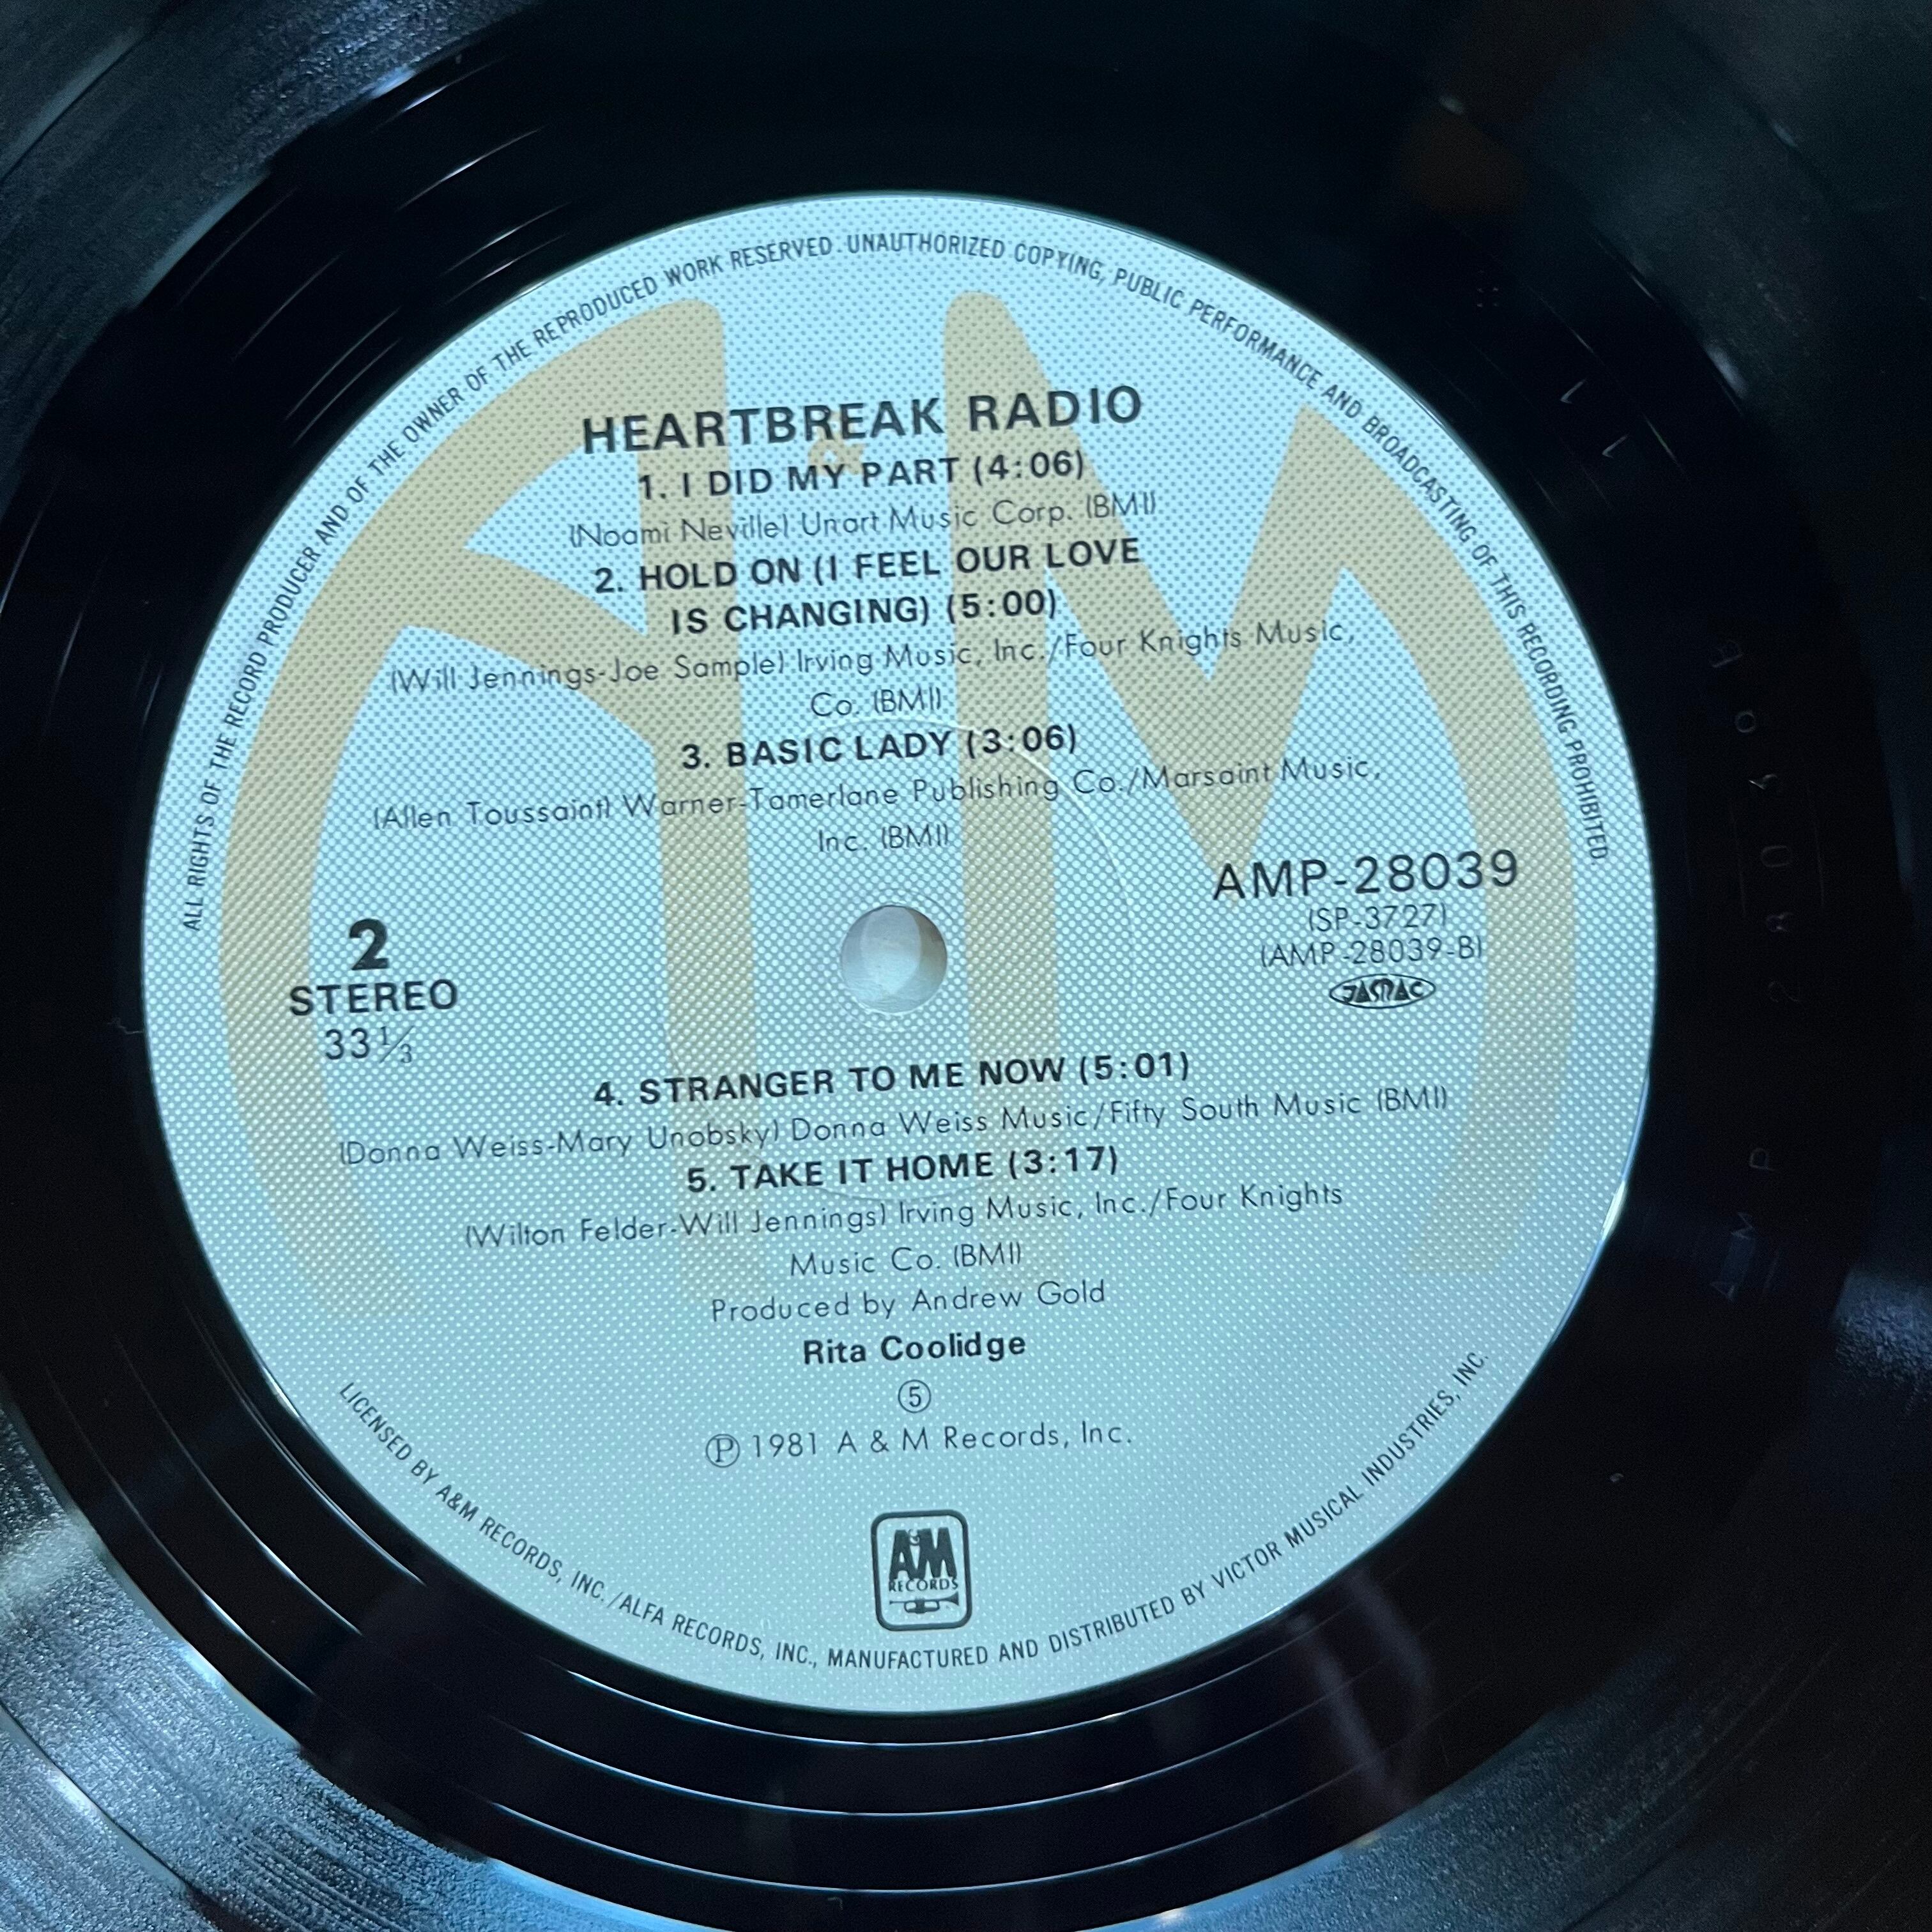 ALL RIGHTS OF THE RECORD PRODUCER AND OF THE OWNER OF THE REPRODUCED WORK RESERVED. UNAUTHORIZED COPYING, PUBLIC PERFORMANCE AND BROADCASTING OF THIS RECORDING PROHIBITED.
HEARTBREAK RADIO
1. I DID MY PART (4:06)
(Noami Neville) Unart Music Corp. (BMI)
2. HOLD ON (I FEEL OUR LOVE
IS CHANGING) (5:00)
(Will Jennings-Joe Sample) Irving Music, Inc./Four Knights Music,
Co. (BMI)
3. BASIC LADY (3:06)
(Allen Toussaint) Warner-Tamerlane Publishing Co./Marsaint Music,
Inc. (BMI)
2
STEREO
33 1/3
AMP-28039
(SP-3727)
(AMP-28039-B)
JASRAC
4. STRANGER TO ME NOW (5:01)
(Donna Weiss-Mary Unobsky) Donna Weiss Music/Fifty South Music (BMI)
5. TAKE IT HOME (3:17)
(Wilton Felder-Will Jennings) Irving Music, Inc./Four Knights
Music Co. (BMI)
Produced by Andrew Gold
Rita Coolidge
⑤
Ⓟ 1981 A & M Records, Inc.
A&M
RECORDS
LICENSED BY A&M RECORDS, INC./ALFA RECORDS, INC., MANUFACTURED AND DISTRIBUTED BY VICTOR MUSICAL INDUSTRIES, INC.